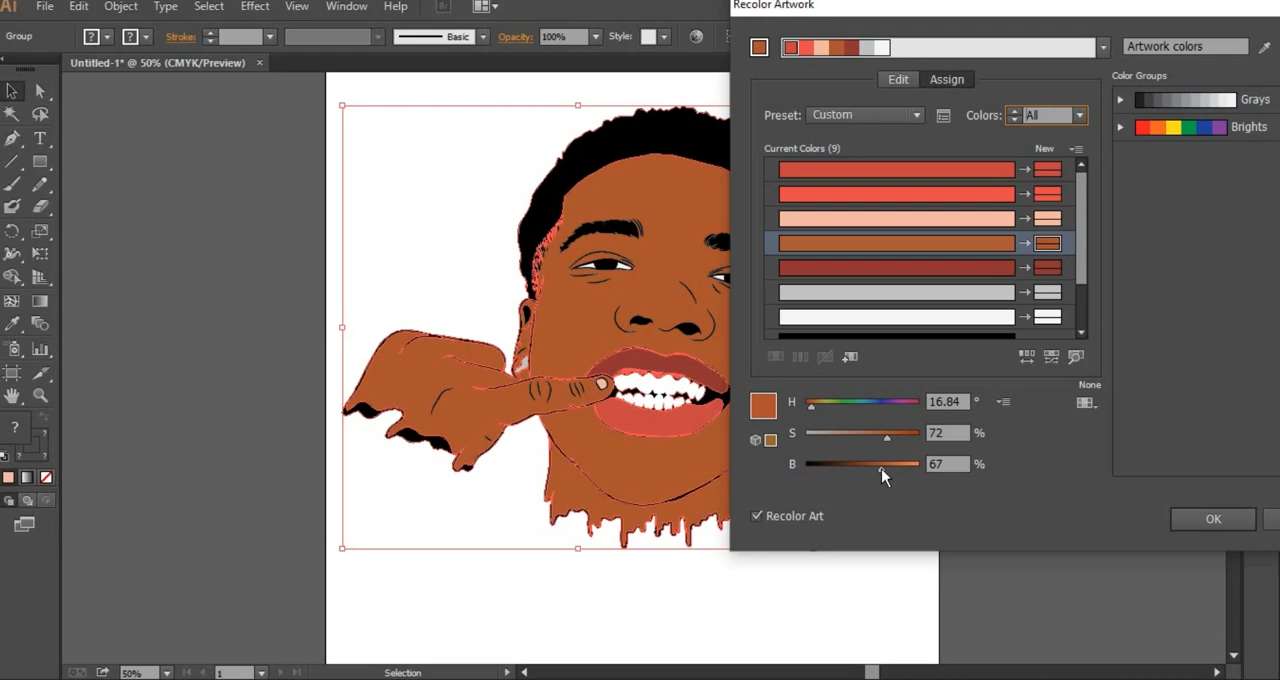 Ai File Edit Object Type Select Effect View Window Help Br
Recolor Artwork
Group ? ? Stroke: Basic Opacity: 100% Style:
Artwork colors
Untitled-1* @ 50% (CMYK/Preview) ×
Edit Assign
Color Groups
Preset: Custom Colors: All
Grays
Brights
Current Colors (9) New
None
H 16.84 °
S 72 %
B 67 %
Recolor Art
OK
?
?
?
50% 1 Selection